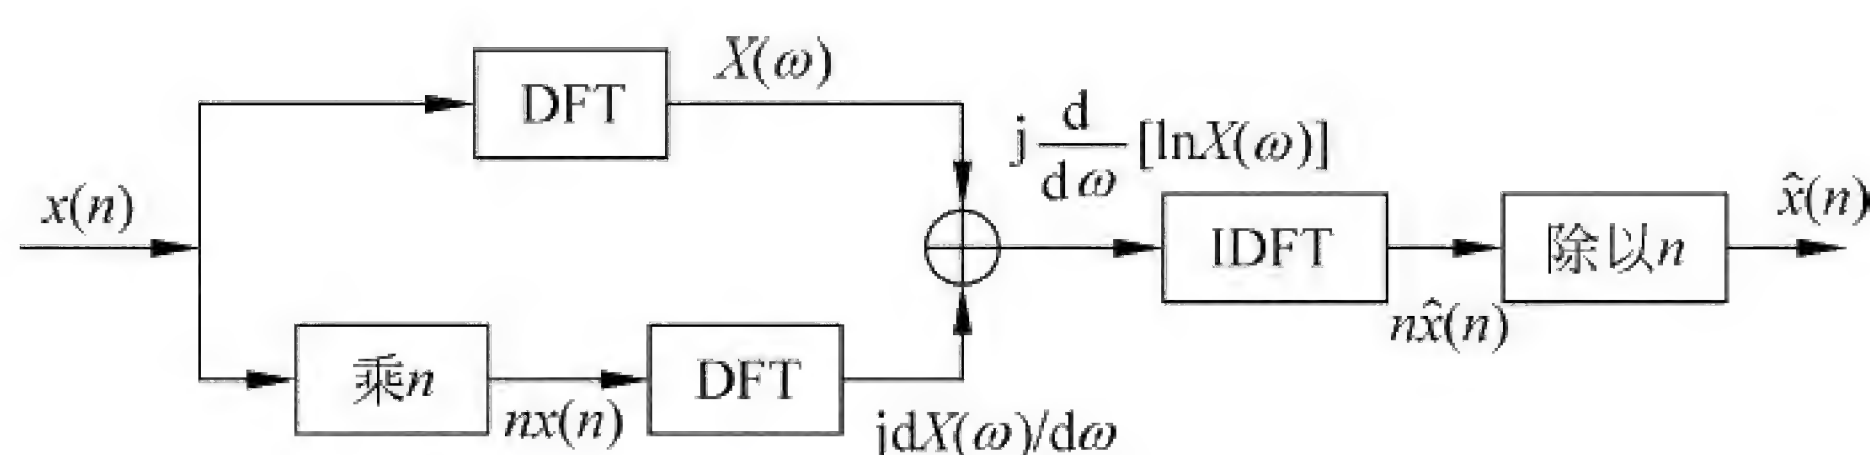 X(ω)
DFT
j d/dω [lnX(ω)]
x(n)
x̂(n)
IDFT
除以n
nx̂(n)
乘n
DFT
nx(n)
jdX(ω)/dω